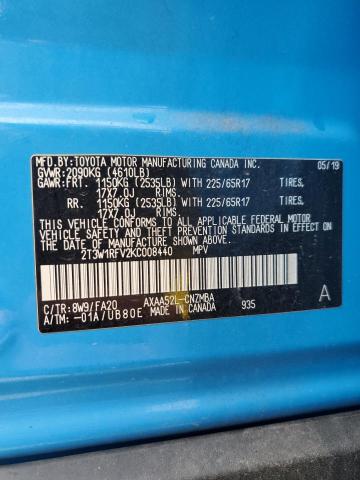 MFD.BY:TOYOTA MOTOR MANUFACTURING CANADA INC. 05/19
GVWR:2090KG (4610LB)
GAWR:FRT. 1150KG (2535LB) WITH 225/65R17 TIRES,
17X7.0J RIMS.
RR. 1150KG (2535LB) WITH 225/65R17 TIRES,
17X7.0J RIMS.
THIS VEHICLE CONFORMS TO ALL APPLICABLE FEDERAL MOTOR
VEHICLE SAFETY, BUMPER, AND THEFT PREVENTION STANDARDS
IN EFFECT ON THE DATE OF MANUFACTURE SHOWN ABOVE.
2T3W1RFV2KC008440 MPV
C/TR:8W9/FA20 AXAA52L-CNZMBA A
A/TM:-01A/UB80E MADE IN CANADA 935